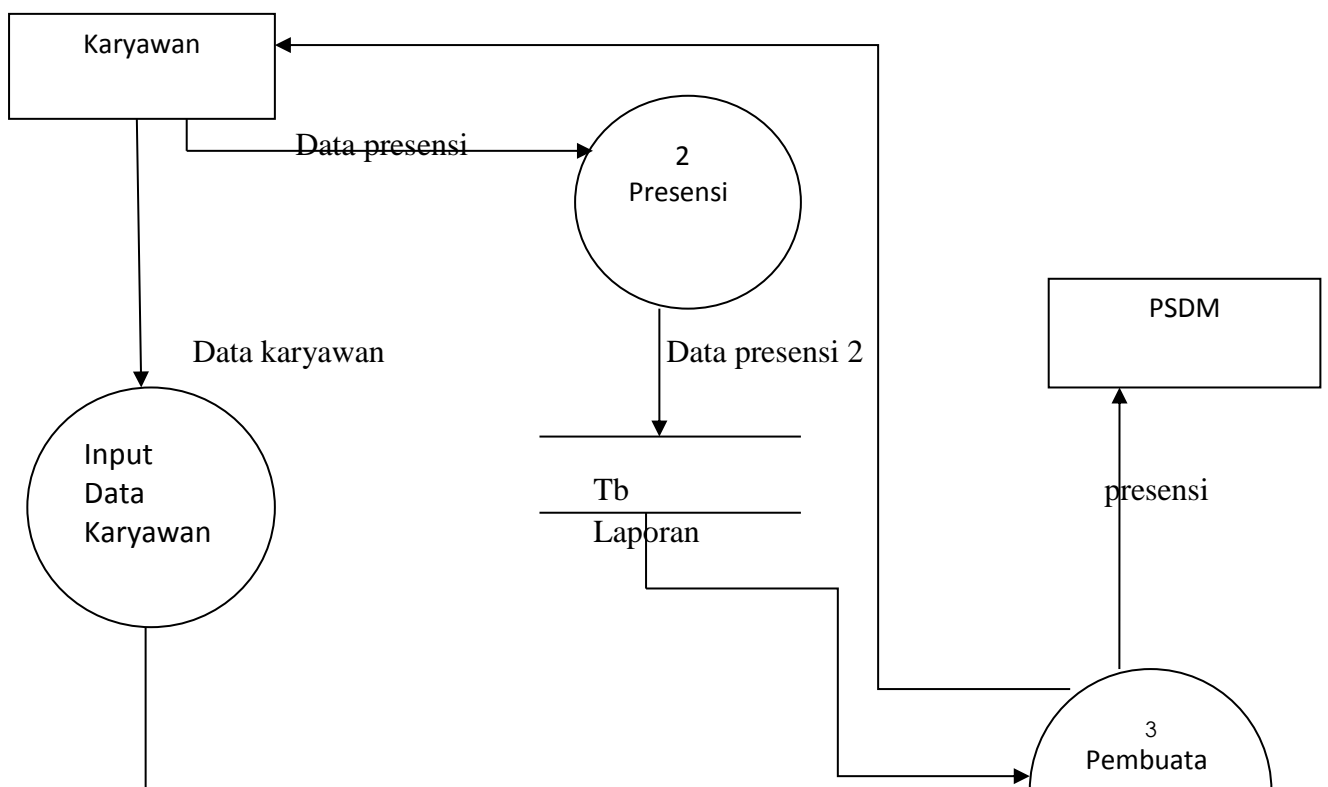 Karyawan
Data presensi
2
Presensi
PSDM
Data karyawan
Data presensi 2
Input
Data
Karyawan
Tb
Laporan
presensi
3
Pembuata